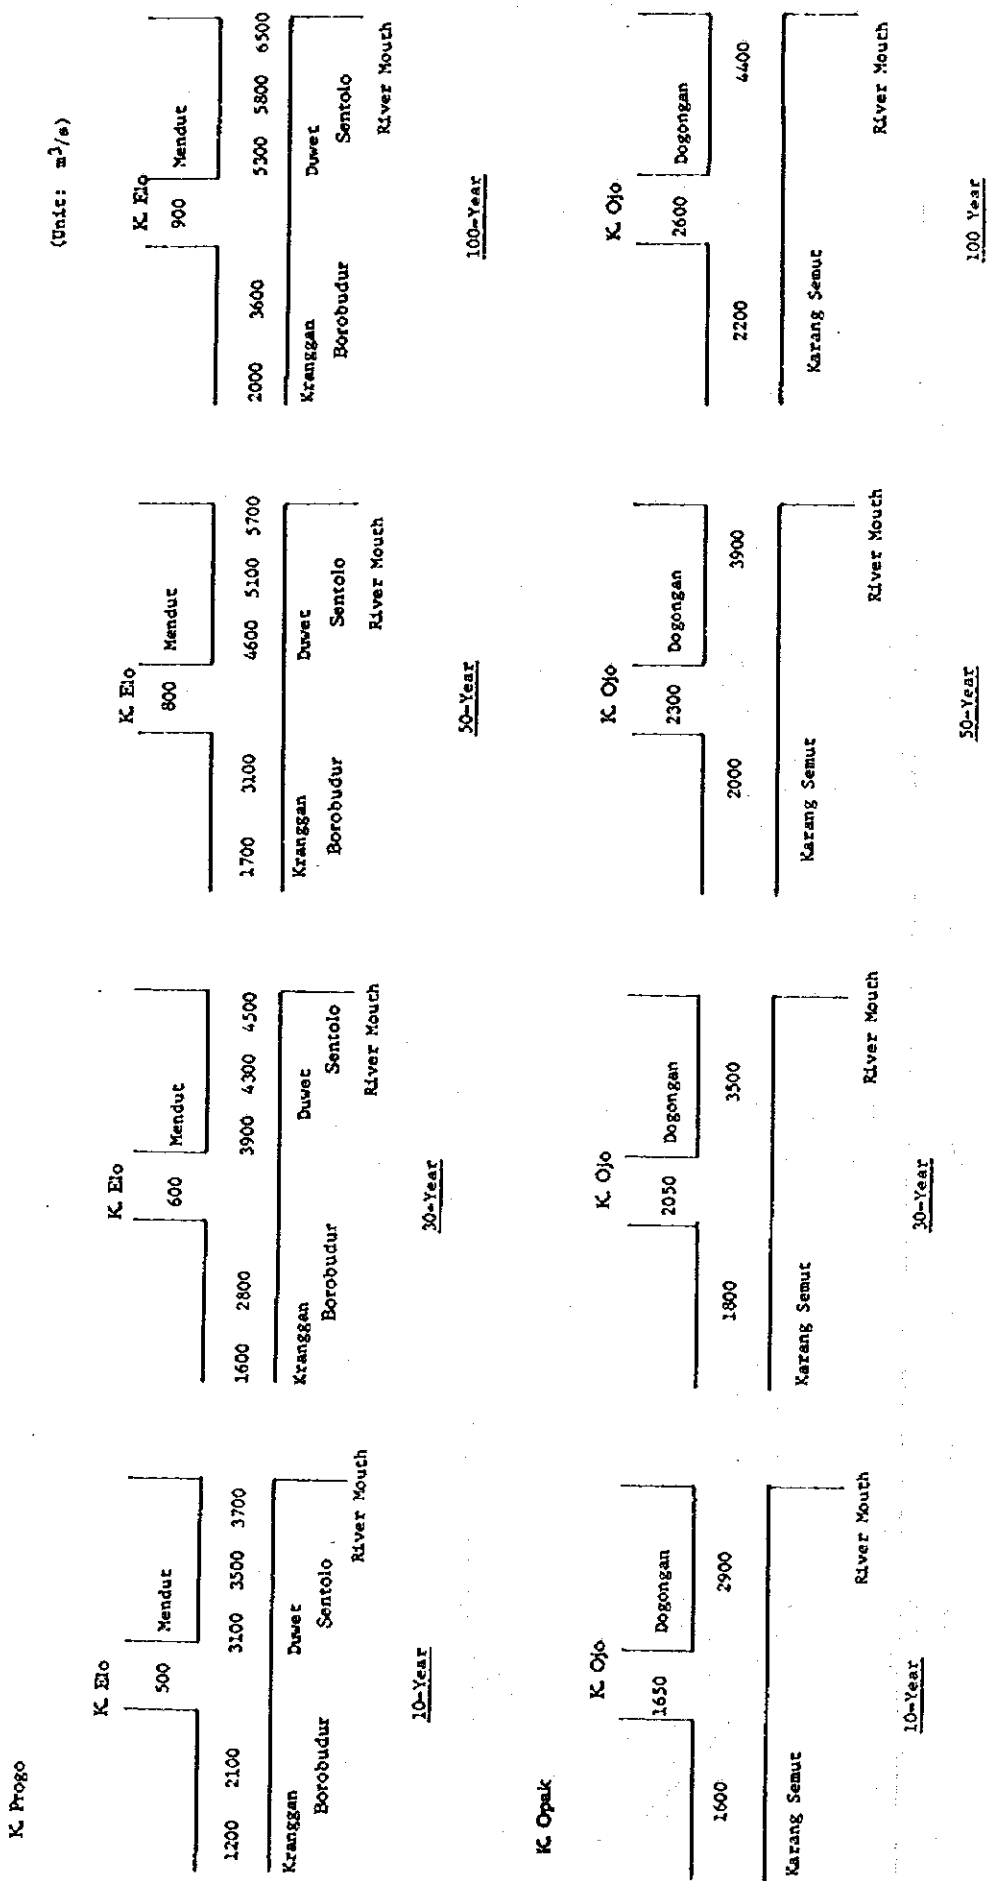 (Unit: m³/s)
K. Progo
K. Elo
500
Mendut
1200 2100 3100 3500 3700
Kranggan Duwet
Borobudur Sentolo
River Mouth
10-Year
K. Elo
600
Mendut
1600 2800 3900 4300 4500
Kranggan Duwet
Borobudur Sentolo
River Mouth
30-Year
K. Elo
800
Mendut
1700 3100 4600 5100 5700
Kranggan Duwet
Borobudur Sentolo
River Mouth
50-Year
K. Elo
900
Mendut
2000 3600 5300 5800 6500
Kranggan Duwet
Borobudur Sentolo
River Mouth
100-Year
K. Opak
K. Ojo
1650
Dogongan
1600 2900
Karang Semut
River Mouth
10-Year
K. Ojo
2050
Dogongan
1800 3500
Karang Semut
River Mouth
30-Year
K. Ojo
2300
Dogongan
2000 3900
Karang Semut
River Mouth
50-Year
K. Ojo
2600
Dogongan
2200 4400
Karang Semut
River Mouth
100 Year